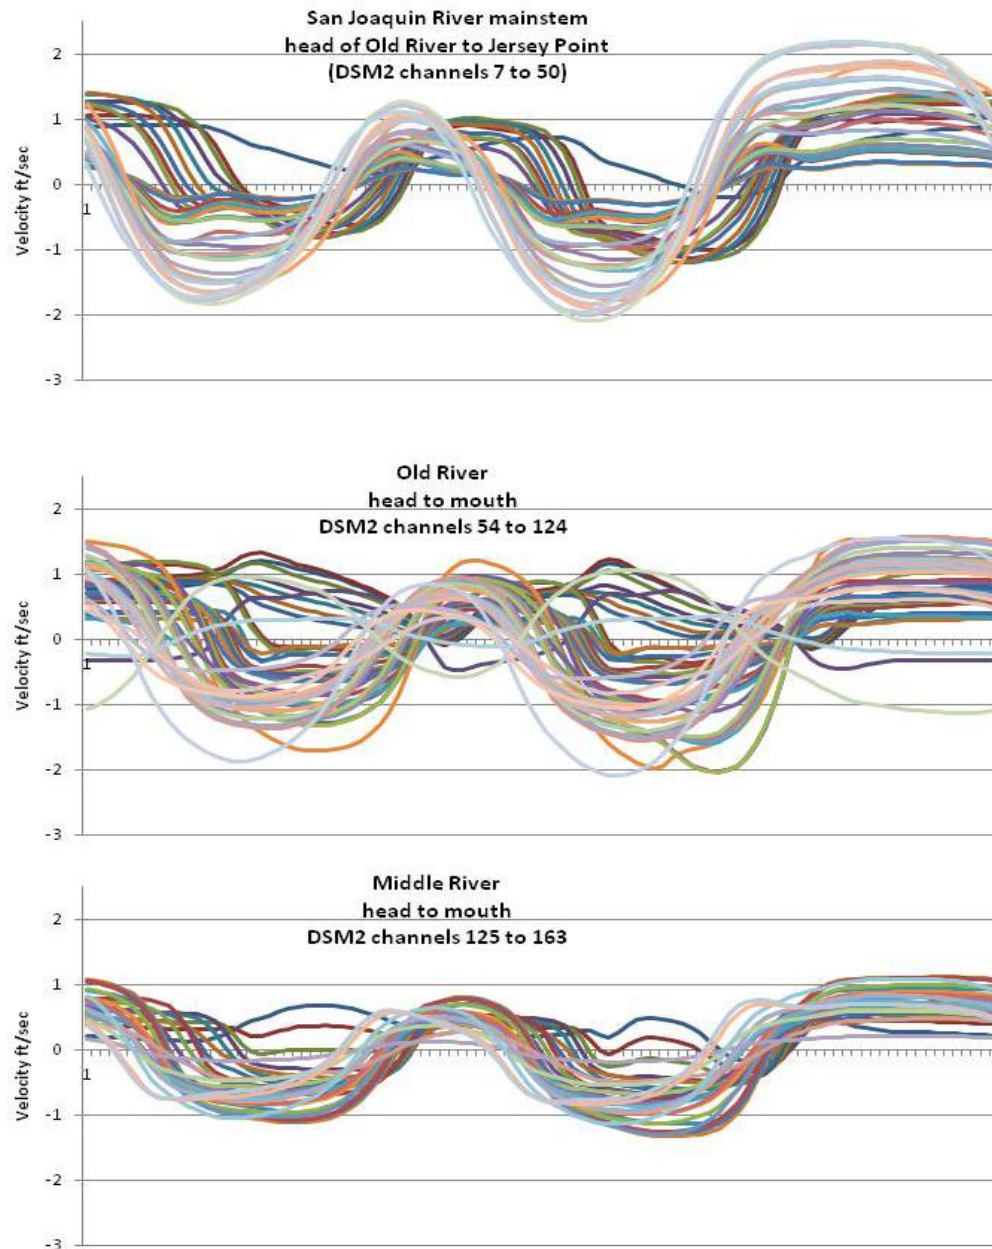 San Joaquin River mainstem
head of Old River to Jersey Point
(DSM2 channels 7 to 50)
2
1
0
1
-1
-2
-3
Velocity ft/sec
Old River
head to mouth
DSM2 channels 54 to 124
2
1
0
1
-1
-2
-3
Velocity ft/sec
Middle River
head to mouth
DSM2 channels 125 to 163
2
1
0
1
-1
-2
-3
Velocity ft/sec